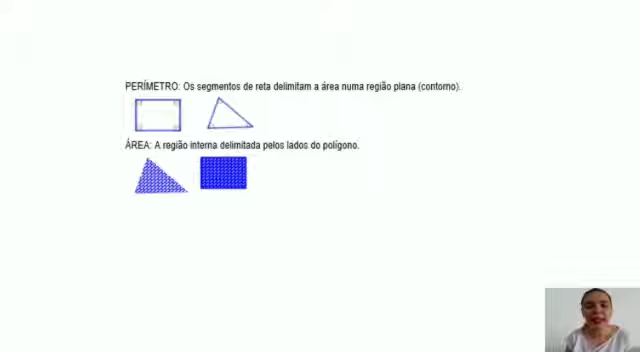 PERÍMETRO: Os segmentos de reta delimitam a área numa região plana (contorno).
ÁREA: A região interna delimitada pelos lados do polígono.